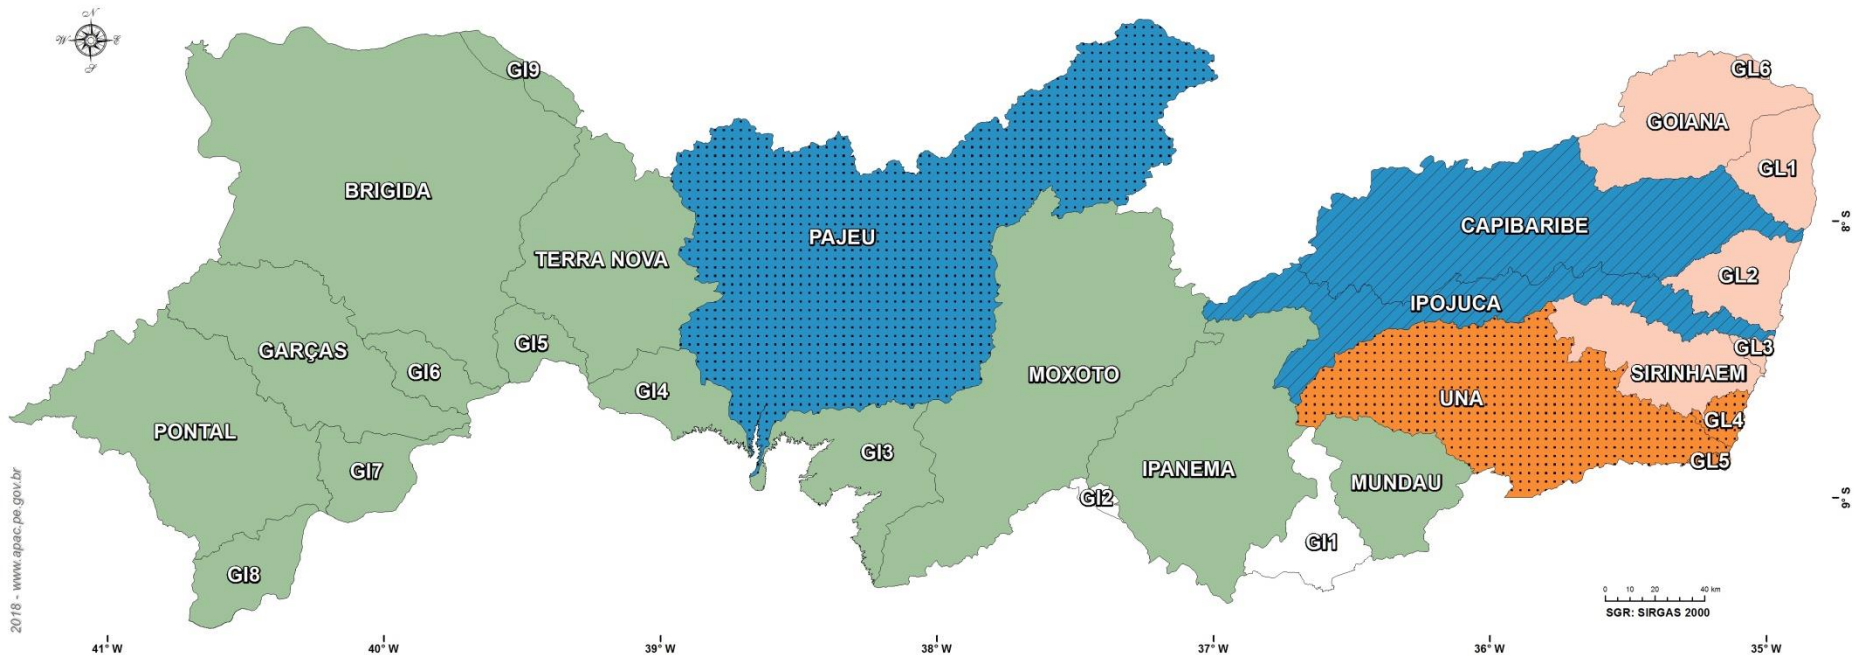 N
W E
S
GI9
GL6
GOIANA
GL1
BRIGIDA
CAPIBARIBE
8° S
PAJEU
TERRA NOVA
GL2
IPOJUCA
GI5
GL3
GARÇAS
GI6
MOXOTO
SIRINHAEM
GI4
UNA
GL4
PONTAL
GI3
GL5
GI7
IPANEMA
MUNDAU
GI2
9° S
GI1
GI8
2018 - www.apac.pe.gov.br
0 10 20 40 km
SGR: SIRGAS 2000
41° W 40° W 39° W 38° W 37° W 36° W 35° W